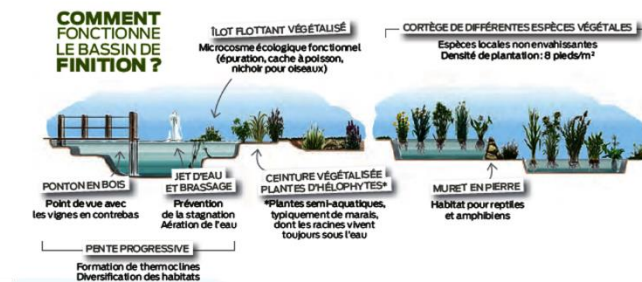 COMMENT
FONCTIONNE
LE BASSIN DE
FINITION ?
ÎLOT FLOTTANT VÉGÉTALISÉ
Microcosme écologique fonctionnel
(épuration, cache à poisson,
nichoir pour oiseaux)
CORTÈGE DE DIFFÉRENTES ESPÈCES VÉGÉTALES
Espèces locales non envahissantes
Densité de plantation : 8 pieds/m²
PONTON EN BOIS
Point de vue avec
les vignes en contrebas
JET D'EAU
ET BRASSAGE
Prévention
de la stagnation
Aération de l'eau
CEINTURE VÉGÉTALISÉE
PLANTES D'HÉLOPHYTES*
*Plantes semi-aquatiques,
typiquement de marais,
dont les racines vivent
toujours sous l'eau
MURET EN PIERRE
Habitat pour reptiles
et amphibiens
PENTE PROGRESSIVE
Formation de thermoclines
Diversification des habitats